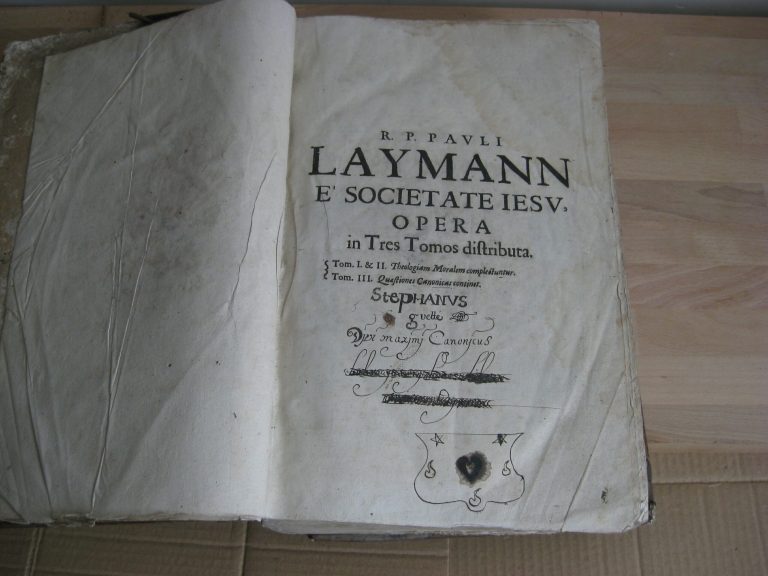 R. P. PAVLI
LAYMANN
E' SOCIETATE IESV,
OPERA
in Tres Tomos diſtributa.
Tom. I. & II. Theologiam Moralem complectuntur.
Tom. III. Quæſtiones Canonicas continet.
StepHANVS
maximj Canonicus